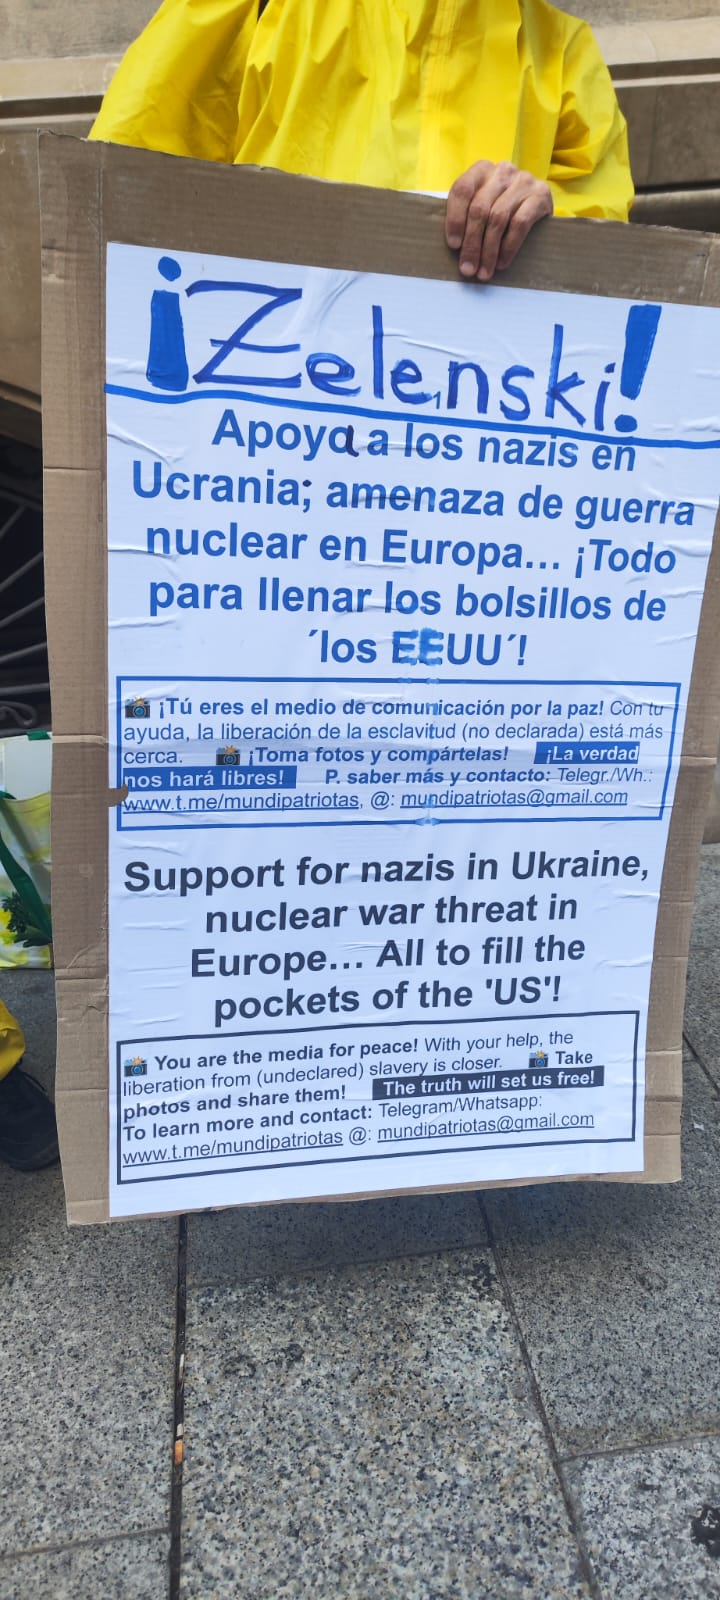 ¡Zelenski!
Apoya a los nazis en
Ucrania; amenaza de guerra
nuclear en Europa... ¡Todo
para llenar los bolsillos de
´los EEUU´!
📸 ¡Tú eres el medio de comunicación por la paz! Con tu
ayuda, la liberación de la esclavitud (no declarada) está más
cerca. 📸 ¡Toma fotos y compártelas! ¡La verdad
nos hará libres! P. saber más y contacto: Telegr./Wh.:
www.t.me/mundipatriotas, @: mundipatriotas@gmail.com
Support for nazis in Ukraine,
nuclear war threat in
Europe... All to fill the
pockets of the 'US'!
📸 You are the media for peace! With your help, the
liberation from (undeclared) slavery is closer. 📸 Take
photos and share them! The truth will set us free!
To learn more and contact: Telegram/Whatsapp:
www.t.me/mundipatriotas @: mundipatriotas@gmail.com